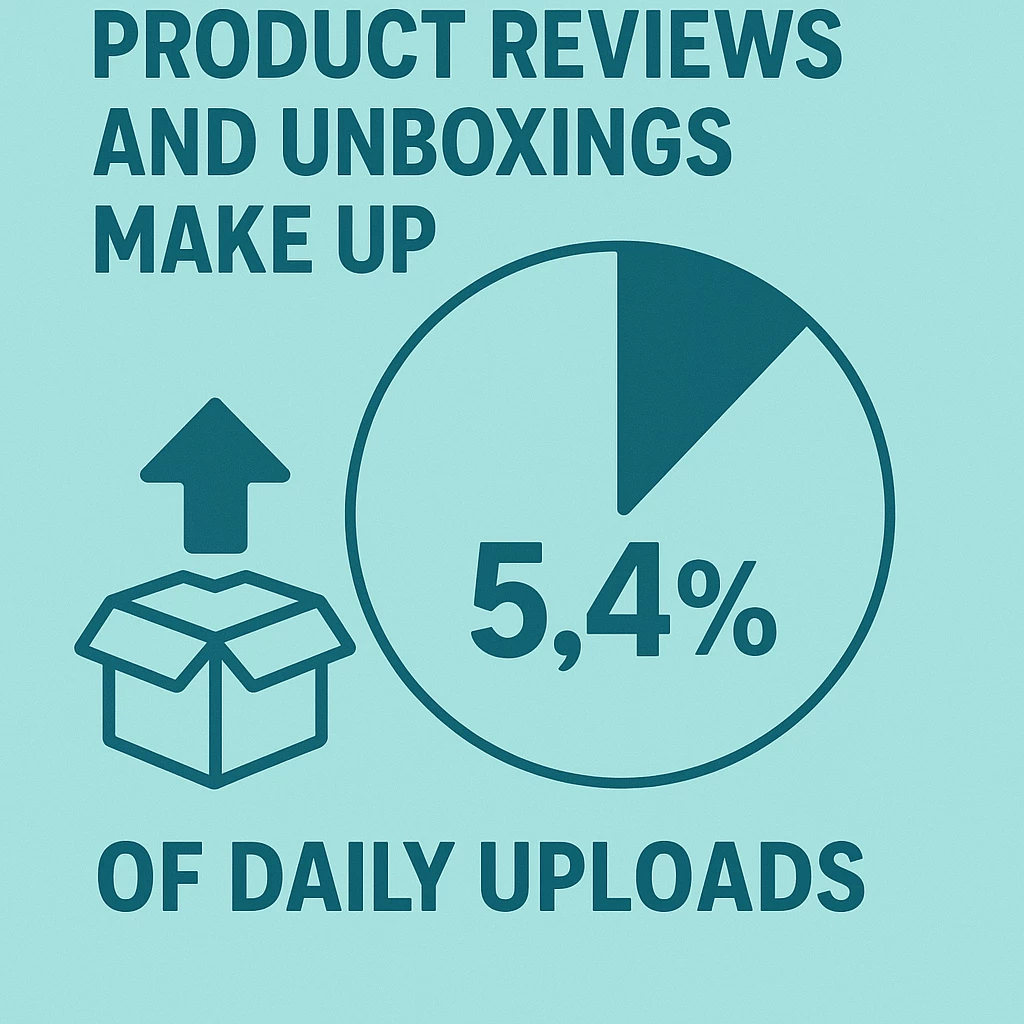 PRODUCT REVIEWS
AND UNBOXINGS
MAKE UP
5,4%
OF DAILY UPLOADS